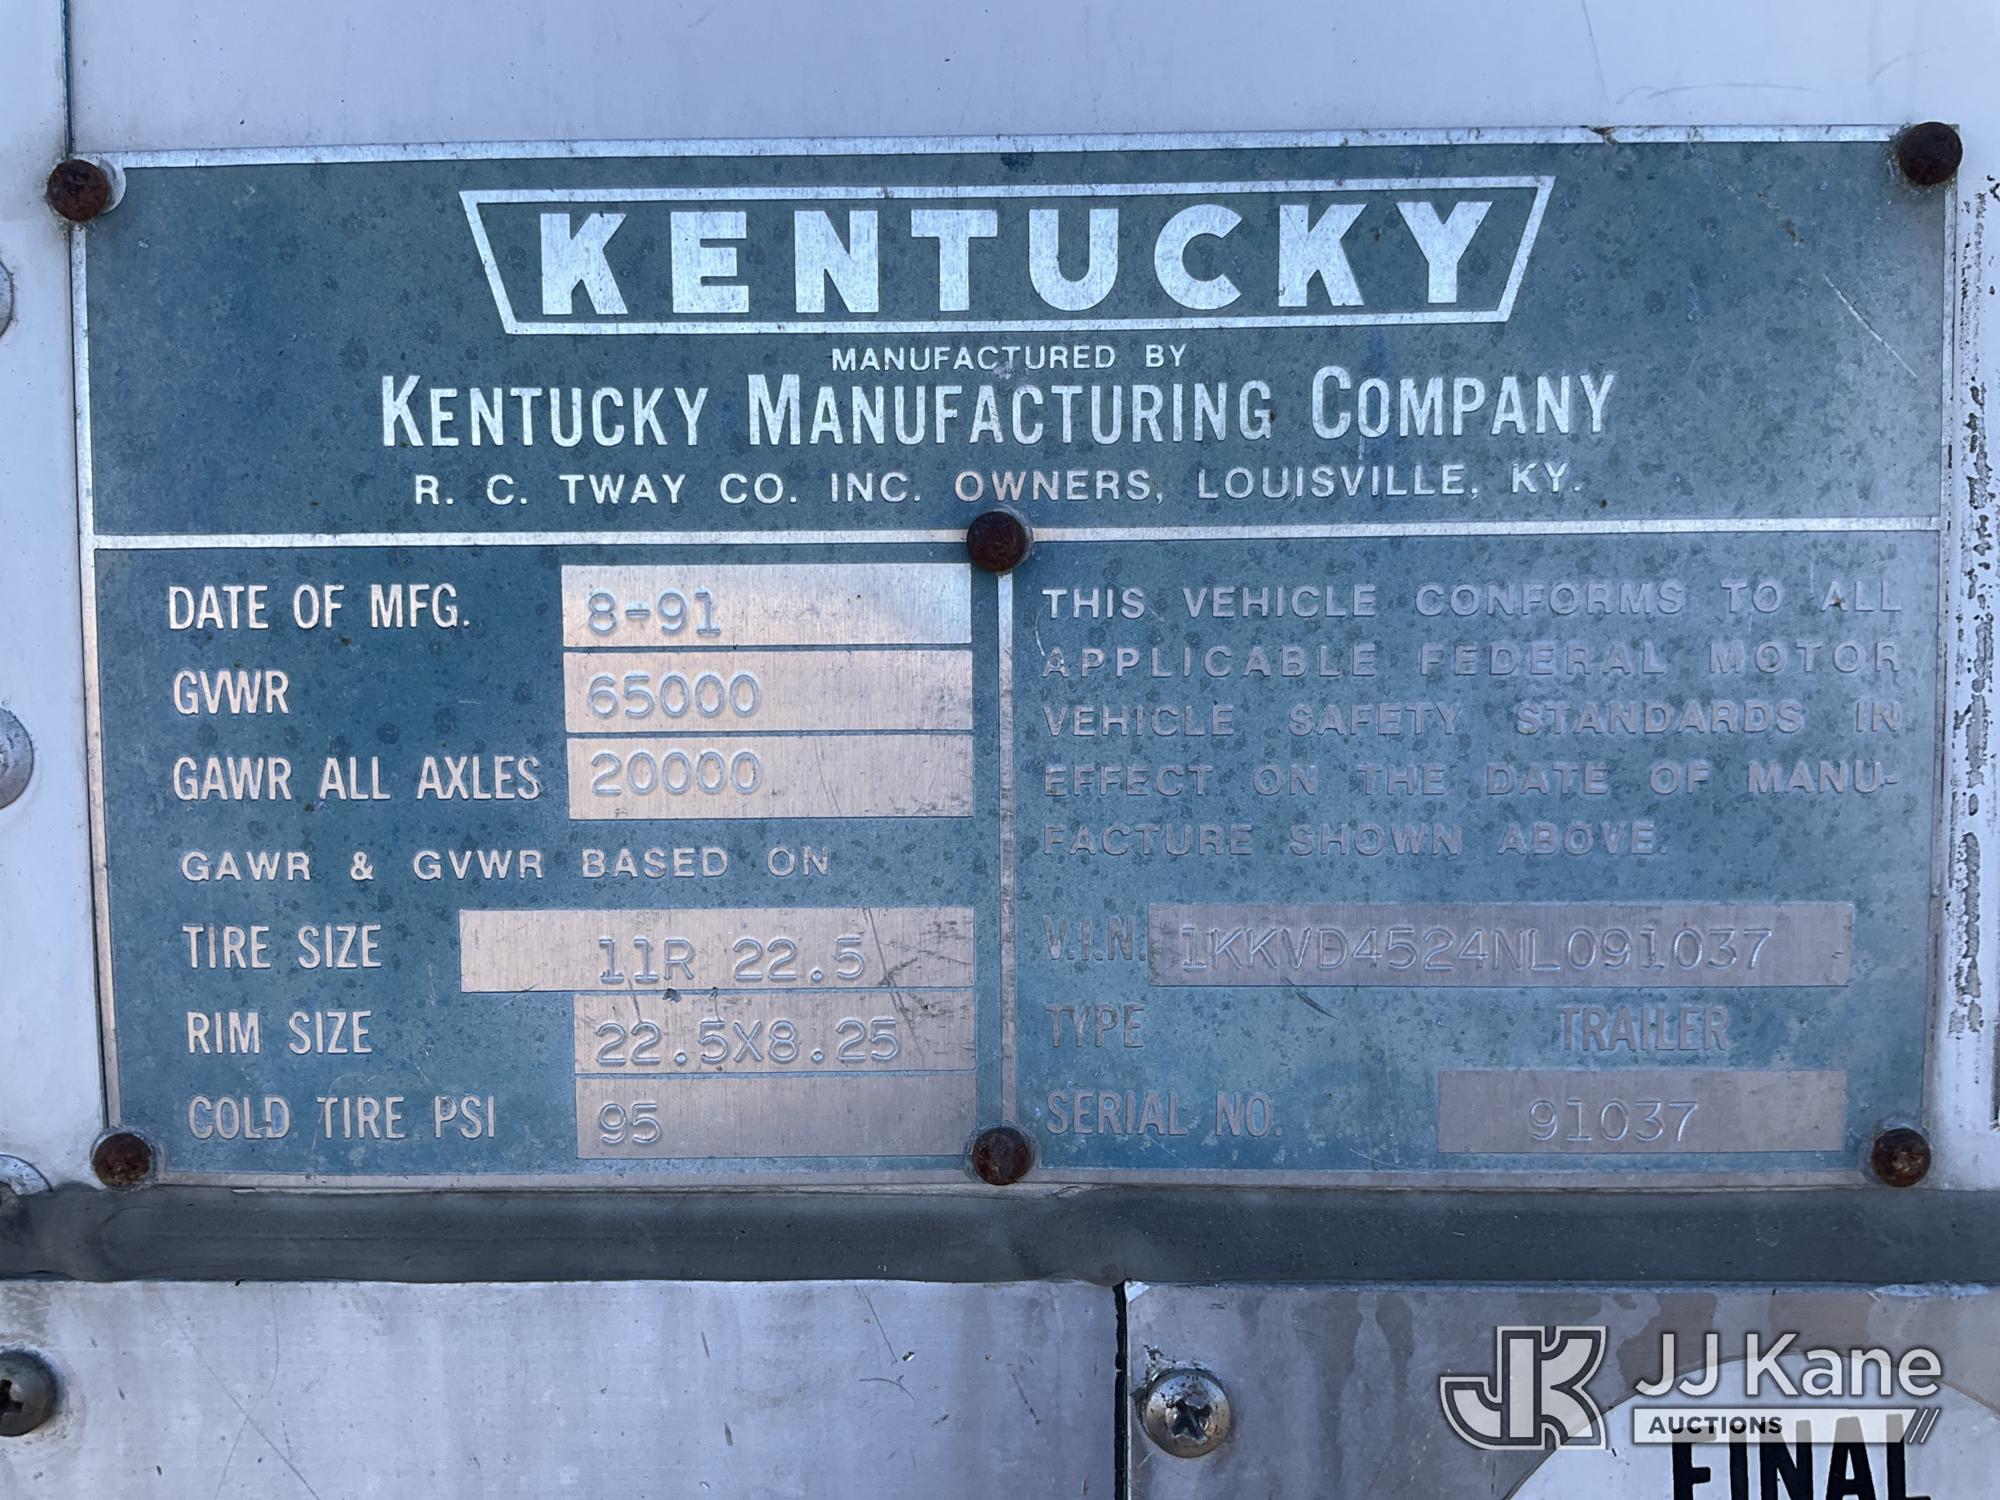 KENTUCKY
MANUFACTURED BY
KENTUCKY MANUFACTURING COMPANY
R. C. TWAY CO. INC. OWNERS, LOUISVILLE, KY.
DATE OF MFG. 8-91
GVWR 65000
GAWR ALL AXLES 20000
GAWR & GVWR BASED ON
TIRE SIZE 11R 22.5
RIM SIZE 22.5X8.25
COLD TIRE PSI 95
THIS VEHICLE CONFORMS TO ALL
APPLICABLE FEDERAL MOTOR
VEHICLE SAFETY STANDARDS IN
EFFECT ON THE DATE OF MANU-
FACTURE SHOWN ABOVE.
V.I.N. 1KKVD4524NL091037
TYPE TRAILER
SERIAL NO. 91037
JK JJ Kane
AUCTIONS
FINAL